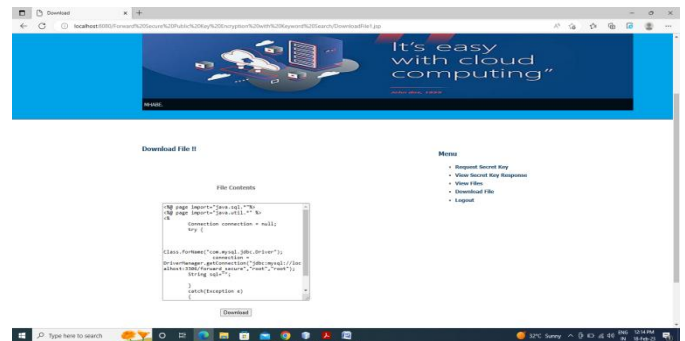 Download
localhost:8080/Forward%20Secure%20Public%20Key%20Encryption%20with%20Keyword%20Search/DownloadFile1.jsp
It's easy
with cloud
computing"
Download File !!
Menu
Request Secret Key
View Secret Key Response
View Files
Download File
Logout
File Contents
<%@ page import="java.sql.*"%>
<%@ page import="java.util.*" %>
<%
Connection connection = null;
try {
Class.forName("com.mysql.jdbc.Driver");
connection =
DriverManager.getConnection("jdbc:mysql://loc
alhost:3306/forward_secure","root","root");
String sql="";
}
catch(Exception e)
{
Download
Type here to search
32°C Sunny
ENG
IN
12:14 PM
18-Feb-23